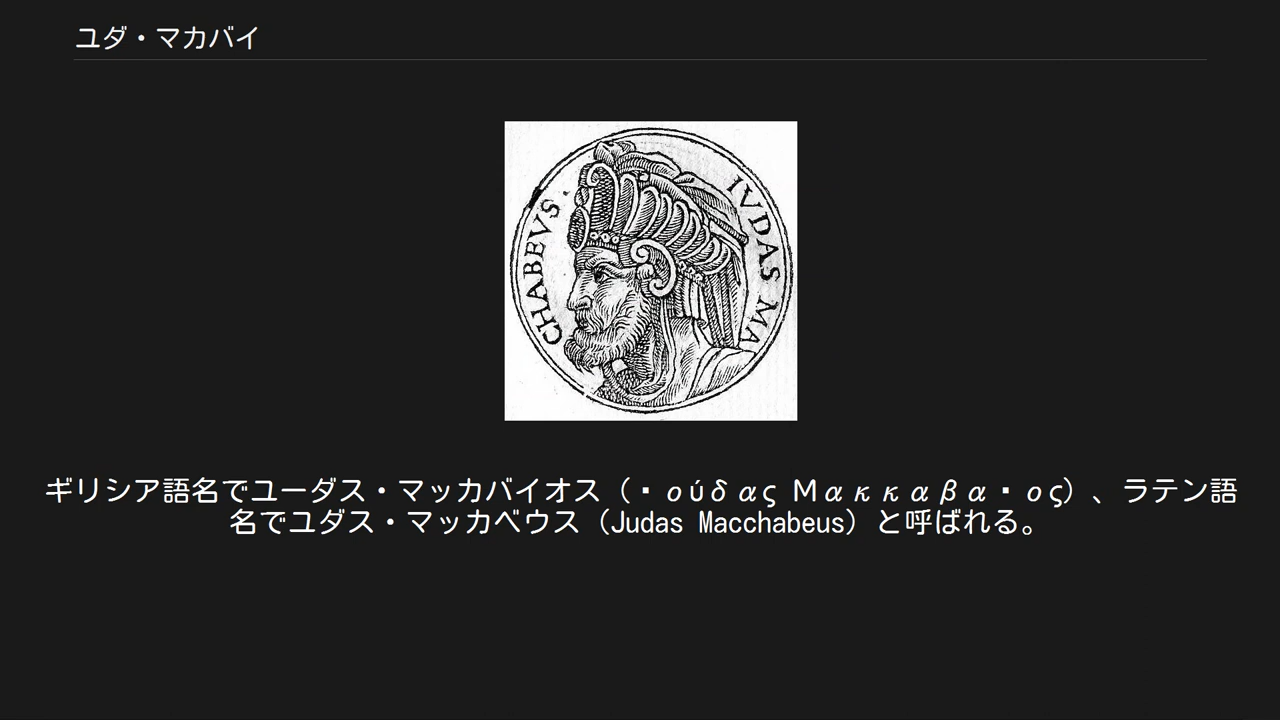 ユダ・マカバイ
IVDAS MA
CHABEVS
ギリシア語名でユーダス・マッカバイオス（・ούδας Μακκαβα・ος）、ラテン語
名でユダス・マッカベウス（Judas Macchabeus）と呼ばれる。